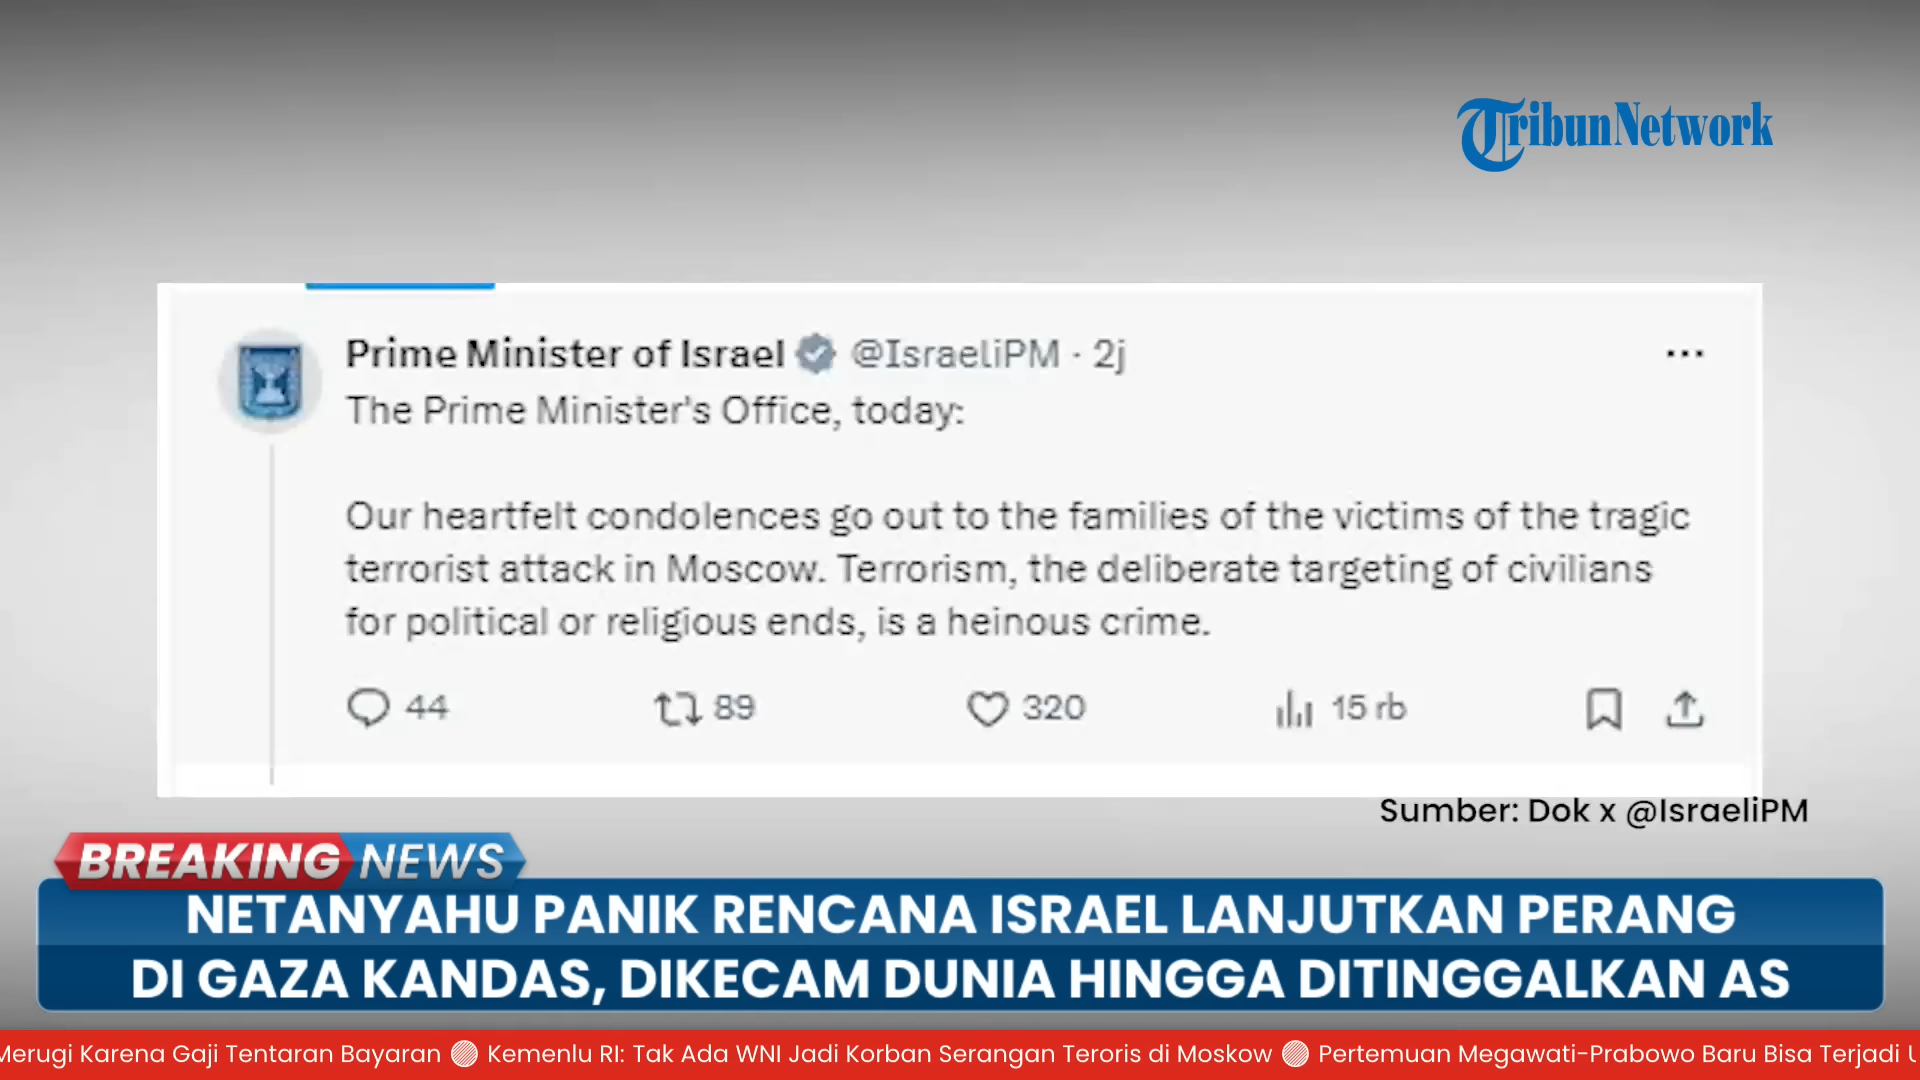 TribunNetwork
Prime Minister of Israel @IsraeliPM · 2j
The Prime Minister's Office, today:
Our heartfelt condolences go out to the families of the victims of the tragic
terrorist attack in Moscow. Terrorism, the deliberate targeting of civilians
for political or religious ends, is a heinous crime.
44 89 320 15 rb
Sumber: Dok x @IsraeliPM
BREAKING NEWS
NETANYAHU PANIK RENCANA ISRAEL LANJUTKAN PERANG
DI GAZA KANDAS, DIKECAM DUNIA HINGGA DITINGGALKAN AS
Merugi Karena Gaji Tentaran Bayaran Kemenlu RI: Tak Ada WNI Jadi Korban Serangan Teroris di Moskow Pertemuan Megawati-Prabowo Baru Bisa Terjadi